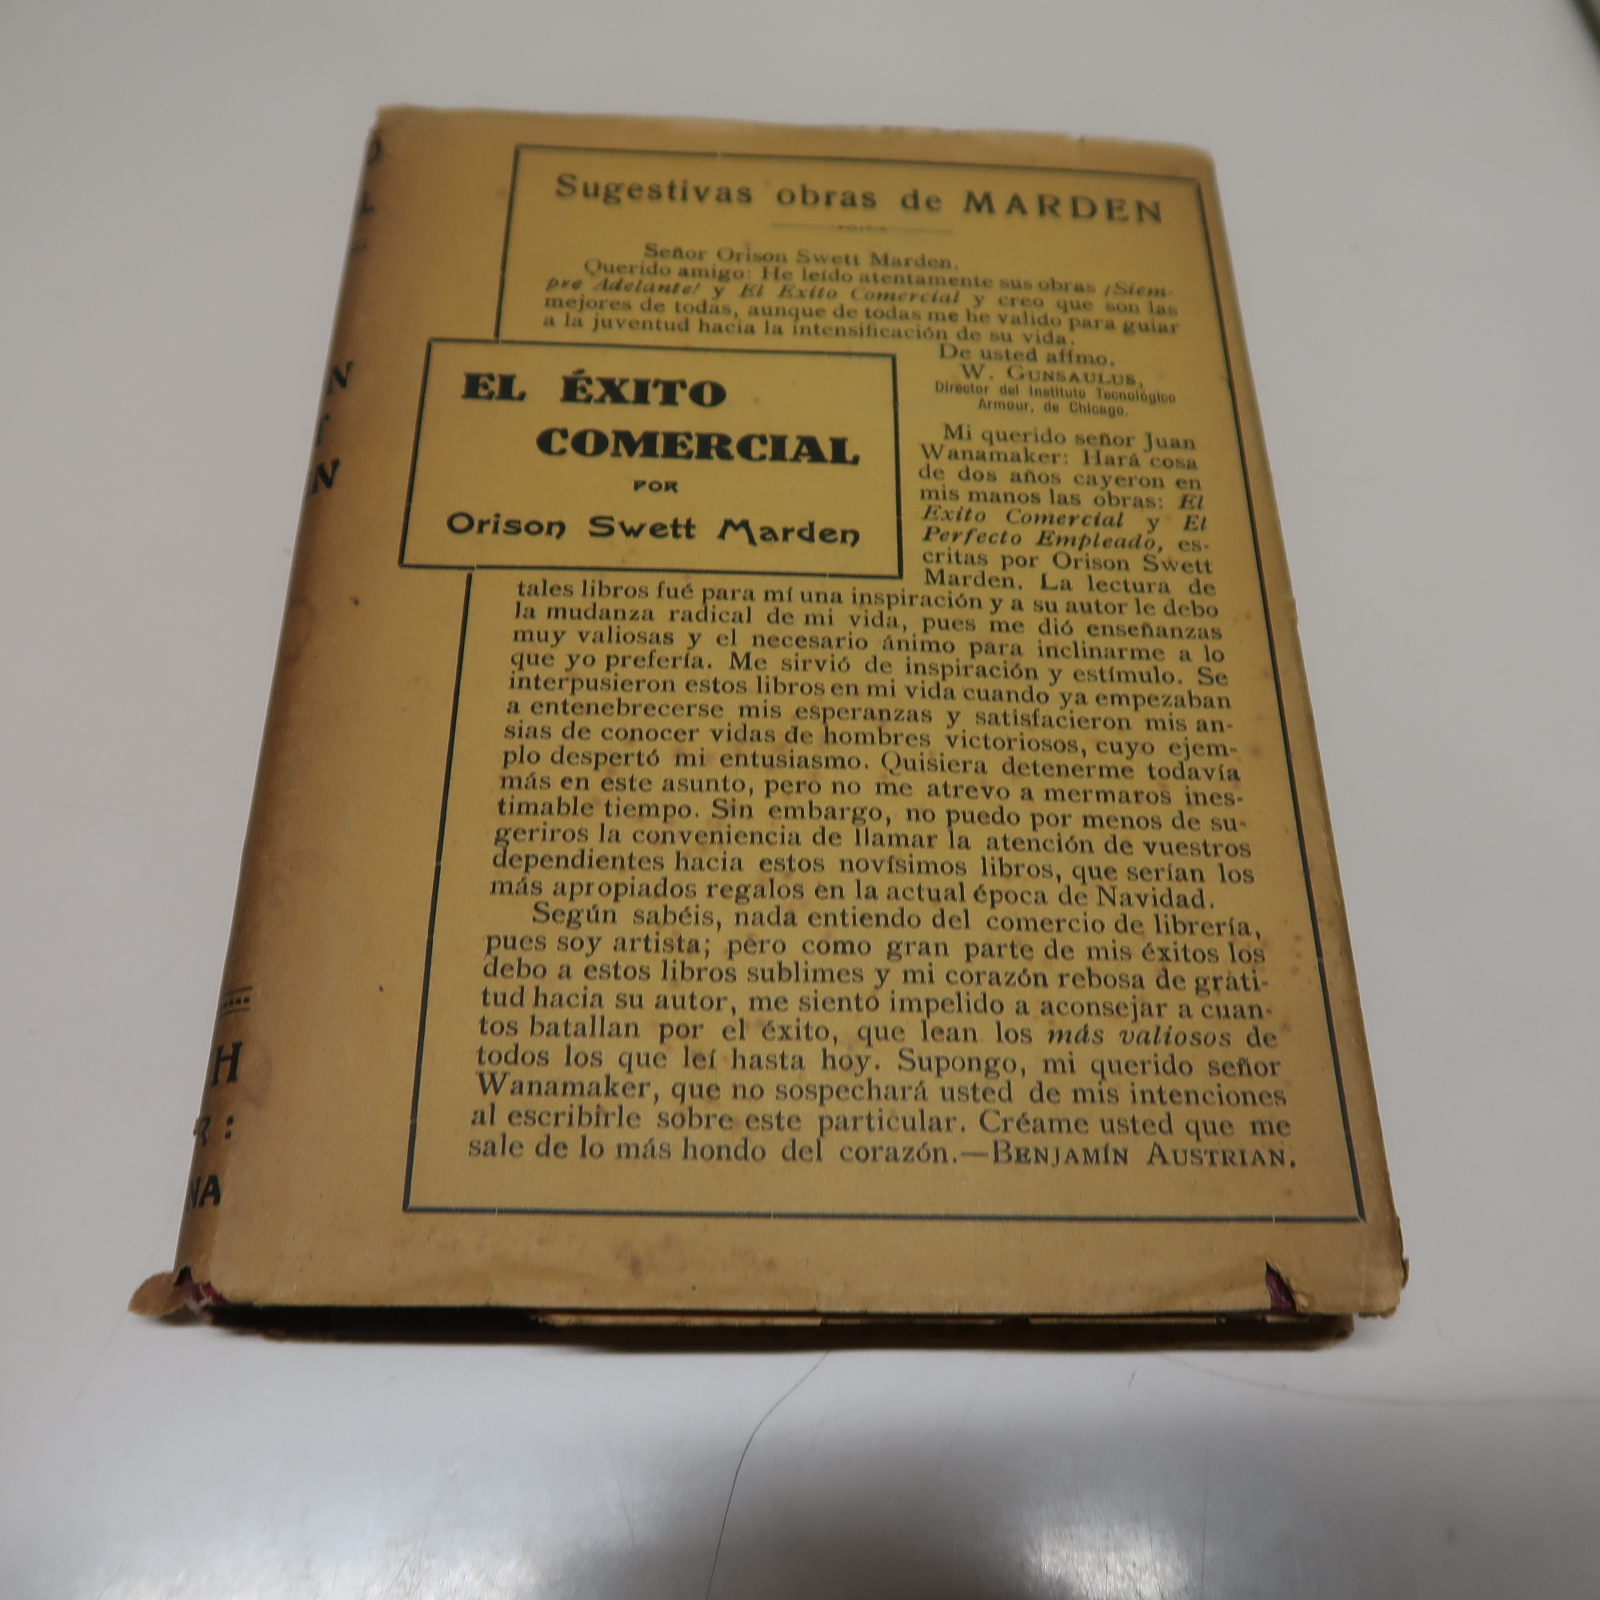 Sugestivas obras de MARDEN
Señor Orison Swett Marden.
Querido amigo: He leído atentamente sus obras ¡Siem-
pre Adelante! y El Exito Comercial y creo que son las
mejores de todas, aunque de todas me he valido para guiar
a la juventud hacia la intensificación de su vida.
De usted affmo.
W. GUNSAULUS,
Director del Instituto Tecnológico
Armour, de Chicago.
EL ÉXITO
COMERCIAL
POR
Orison Swett Marden
Mi querido señor Juan
Wanamaker: Hará cosa
de dos años cayeron en
mis manos las obras: El
Exito Comercial y El
Perfecto Empleado, es-
critas por Orison Swett
Marden. La lectura de
tales libros fué para mí una inspiración y a su autor le debo
la mudanza radical de mi vida, pues me dió enseñanzas
muy valiosas y el necesario ánimo para inclinarme a lo
que yo prefería. Me sirvió de inspiración y estímulo. Se
interpusieron estos libros en mi vida cuando ya empezaban
a entenebrecerse mis esperanzas y satisfacieron mis an-
sias de conocer vidas de hombres victoriosos, cuyo ejem-
plo despertó mi entusiasmo. Quisiera detenerme todavía
más en este asunto, pero no me atrevo a mermaros ines-
timable tiempo. Sin embargo, no puedo por menos de su-
geriros la conveniencia de llamar la atención de vuestros
dependientes hacia estos novísimos libros, que serían los
más apropiados regalos en la actual época de Navidad.
Según sabéis, nada entiendo del comercio de librería,
pues soy artista; pero como gran parte de mis éxitos los
debo a estos libros sublimes y mi corazón rebosa de grati-
tud hacia su autor, me siento impelido a aconsejar a cuan-
tos batallan por el éxito, que lean los más valiosos de
todos los que leí hasta hoy. Supongo, mi querido señor
Wanamaker, que no sospechará usted de mis intenciones
al escribirle sobre este particular. Créame usted que me
sale de lo más hondo del corazón.—BENJAMÍN AUSTRIAN.